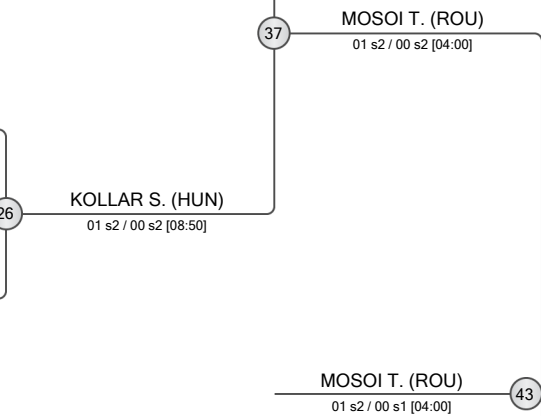 37
MOSOI T. (ROU)
01 s2 / 00 s2 [04:00]
KOLLAR S. (HUN)
26
01 s2 / 00 s2 [08:50]
MOSOI T. (ROU)
43
01 s2 / 00 s1 [04:00]